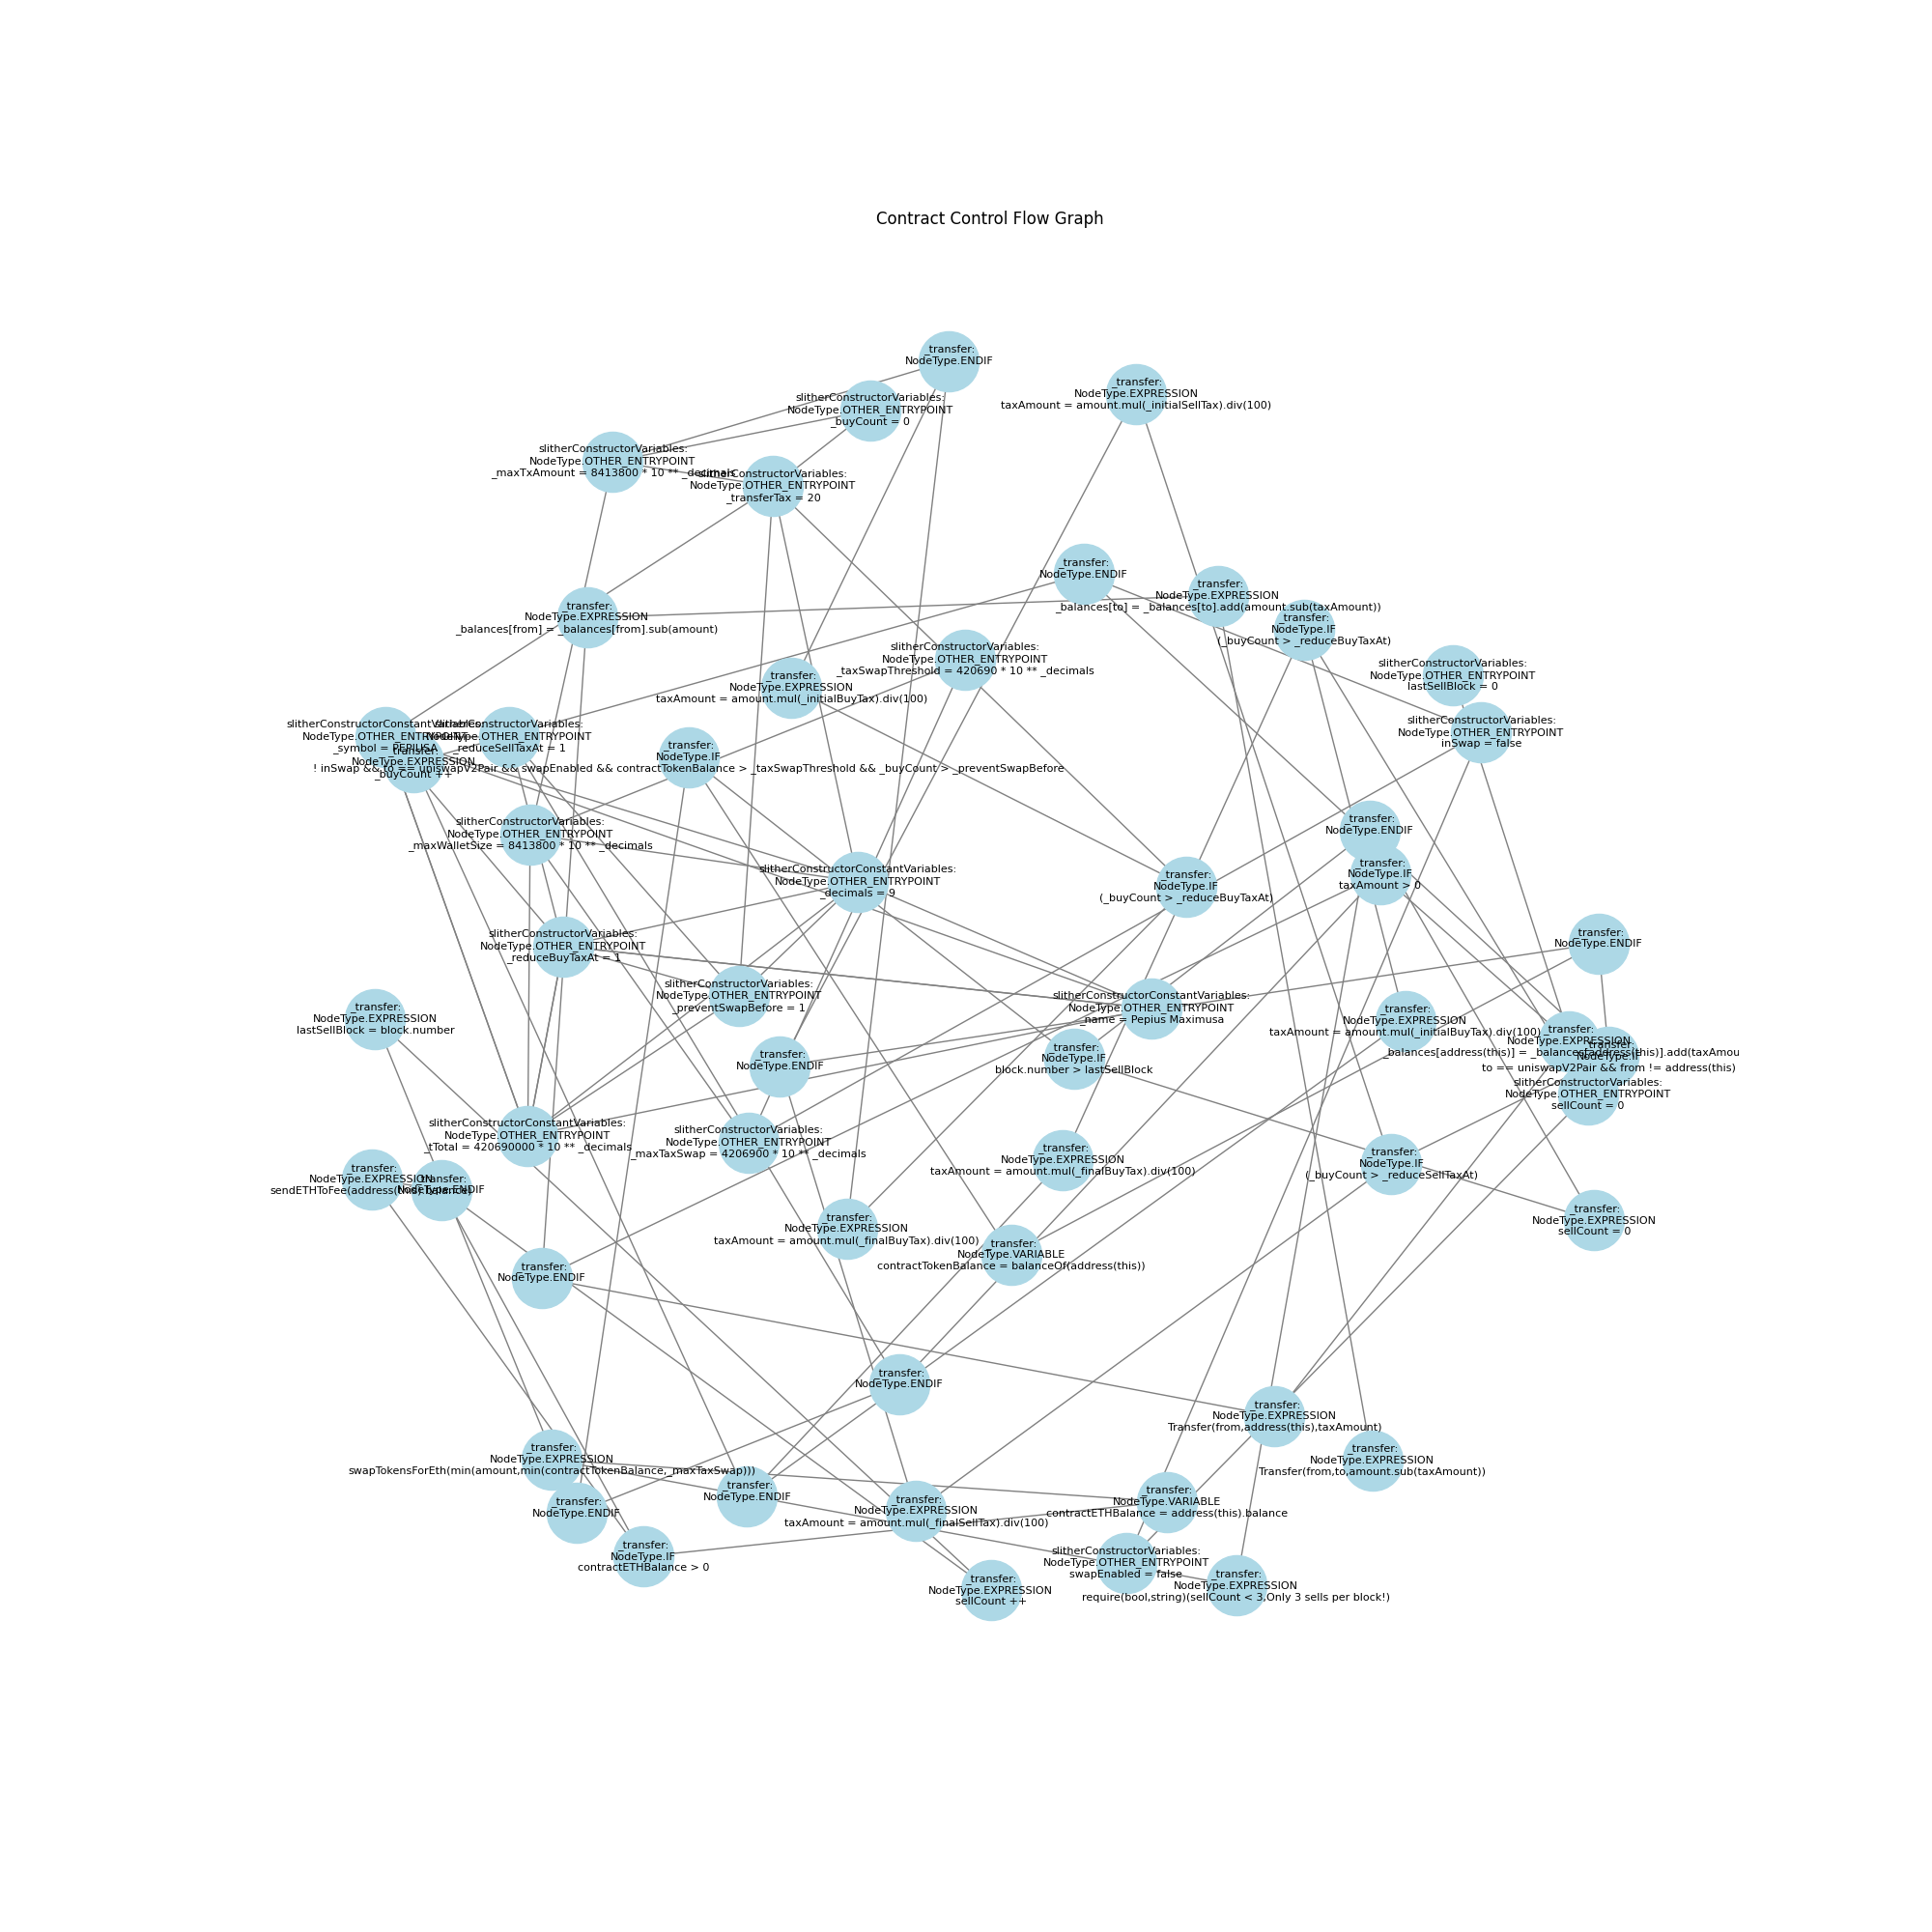 Contract Control Flow Graph
_transfer:
NodeType.ENDIF
_transfer:
NodeType.EXPRESSION
taxAmount = amount.mul(_initialSellTax).div(100)
slitherConstructorVariables:
NodeType.OTHER_ENTRYPOINT
_buyCount = 0
slitherConstructorVariables:
NodeType.OTHER_ENTRYPOINT
_maxTxAmount = 8413800 * 10 ** _decimals
slitherConstructorVariables:
NodeType.OTHER_ENTRYPOINT
_transferTax = 20
_transfer:
NodeType.ENDIF
_transfer:
NodeType.EXPRESSION
_balances[to] = _balances[to].add(amount.sub(taxAmount))
_transfer:
NodeType.EXPRESSION
_balances[from] = _balances[from].sub(amount)
_transfer:
NodeType.IF
(_buyCount > _reduceBuyTaxAt)
slitherConstructorVariables:
NodeType.OTHER_ENTRYPOINT
_taxSwapThreshold = 420690 * 10 ** _decimals
slitherConstructorVariables:
NodeType.OTHER_ENTRYPOINT
lastSellBlock = 0
_transfer:
NodeType.EXPRESSION
taxAmount = amount.mul(_initialBuyTax).div(100)
slitherConstructorVariables:
NodeType.OTHER_ENTRYPOINT
inSwap = false
slitherConstructorConstantVariables:
NodeType.OTHER_ENTRYPOINT
_symbol = PEPIUSA
slitherConstructorVariables:
NodeType.OTHER_ENTRYPOINT
_reduceSellTaxAt = 1
_transfer:
NodeType.EXPRESSION
_buyCount ++
_transfer:
NodeType.IF
! inSwap && to == uniswapV2Pair && swapEnabled && contractTokenBalance > _taxSwapThreshold && _buyCount > _preventSwapBefore
slitherConstructorVariables:
NodeType.OTHER_ENTRYPOINT
_maxWalletSize = 8413800 * 10 ** _decimals
_transfer:
NodeType.ENDIF
_transfer:
NodeType.IF
taxAmount > 0
slitherConstructorConstantVariables:
NodeType.OTHER_ENTRYPOINT
_decimals = 9
_transfer:
NodeType.IF
(_buyCount > _reduceBuyTaxAt)
slitherConstructorVariables:
NodeType.OTHER_ENTRYPOINT
_reduceBuyTaxAt = 1
_transfer:
NodeType.ENDIF
slitherConstructorVariables:
NodeType.OTHER_ENTRYPOINT
_preventSwapBefore = 1
slitherConstructorConstantVariables:
NodeType.OTHER_ENTRYPOINT
_name = Pepius Maximusa
_transfer:
NodeType.EXPRESSION
lastSellBlock = block.number
_transfer:
NodeType.EXPRESSION
taxAmount = amount.mul(_initialBuyTax).div(100)
_transfer:
NodeType.EXPRESSION
_balances[address(this)] = _balances[address(this)].add(taxAmou
_transfer:
NodeType.IF
to == uniswapV2Pair && from != address(this)
_transfer:
NodeType.IF
block.number > lastSellBlock
_transfer:
NodeType.ENDIF
slitherConstructorVariables:
NodeType.OTHER_ENTRYPOINT
sellCount = 0
slitherConstructorConstantVariables:
NodeType.OTHER_ENTRYPOINT
_tTotal = 420690000 * 10 ** _decimals
slitherConstructorVariables:
NodeType.OTHER_ENTRYPOINT
_maxTaxSwap = 4206900 * 10 ** _decimals
_transfer:
NodeType.EXPRESSION
taxAmount = amount.mul(_finalBuyTax).div(100)
_transfer:
NodeType.IF
(_buyCount > _reduceSellTaxAt)
_transfer:
NodeType.EXPRESSION
sendETHToFee(address(this).balance)
_transfer:
NodeType.ENDIF
_transfer:
NodeType.EXPRESSION
sellCount = 0
_transfer:
NodeType.EXPRESSION
taxAmount = amount.mul(_finalBuyTax).div(100)
_transfer:
NodeType.VARIABLE
contractTokenBalance = balanceOf(address(this))
_transfer:
NodeType.ENDIF
_transfer:
NodeType.ENDIF
_transfer:
NodeType.EXPRESSION
Transfer(from,address(this),taxAmount)
_transfer:
NodeType.EXPRESSION
swapTokensForEth(min(amount,min(contractTokenBalance,_maxTaxSwap)))
_transfer:
NodeType.EXPRESSION
Transfer(from,to,amount.sub(taxAmount))
_transfer:
NodeType.ENDIF
_transfer:
NodeType.ENDIF
_transfer:
NodeType.EXPRESSION
taxAmount = amount.mul(_finalSellTax).div(100)
_transfer:
NodeType.VARIABLE
contractETHBalance = address(this).balance
_transfer:
NodeType.IF
contractETHBalance > 0
slitherConstructorVariables:
NodeType.OTHER_ENTRYPOINT
swapEnabled = false
_transfer:
NodeType.EXPRESSION
sellCount ++
_transfer:
NodeType.EXPRESSION
require(bool,string)(sellCount < 3,Only 3 sells per block!)